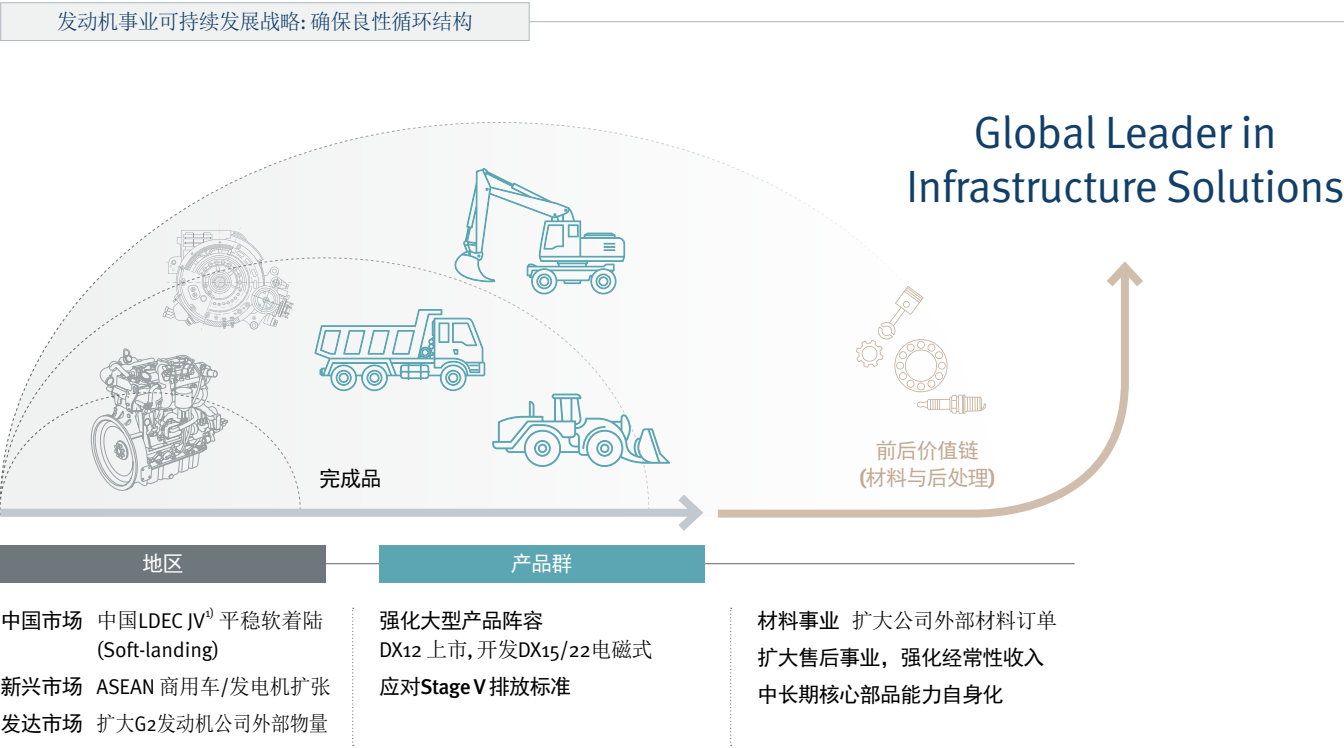 发动机事业可持续发展战略: 确保良性循环结构
Global Leader in
Infrastructure Solutions
完成品
前后价值链
(材料与后处理)
地区
产品群
中国市场 中国LDEC JV1) 平稳软着陆
(Soft-landing)
新兴市场 ASEAN 商用车/发电机扩张
发达市场 扩大G2发动机公司外部物量
强化大型产品阵容
DX12 上市, 开发DX15/22电磁式
应对Stage V 排放标准
材料事业 扩大公司外部材料订单
扩大售后事业，强化经常性收入
中长期核心部品能力自身化